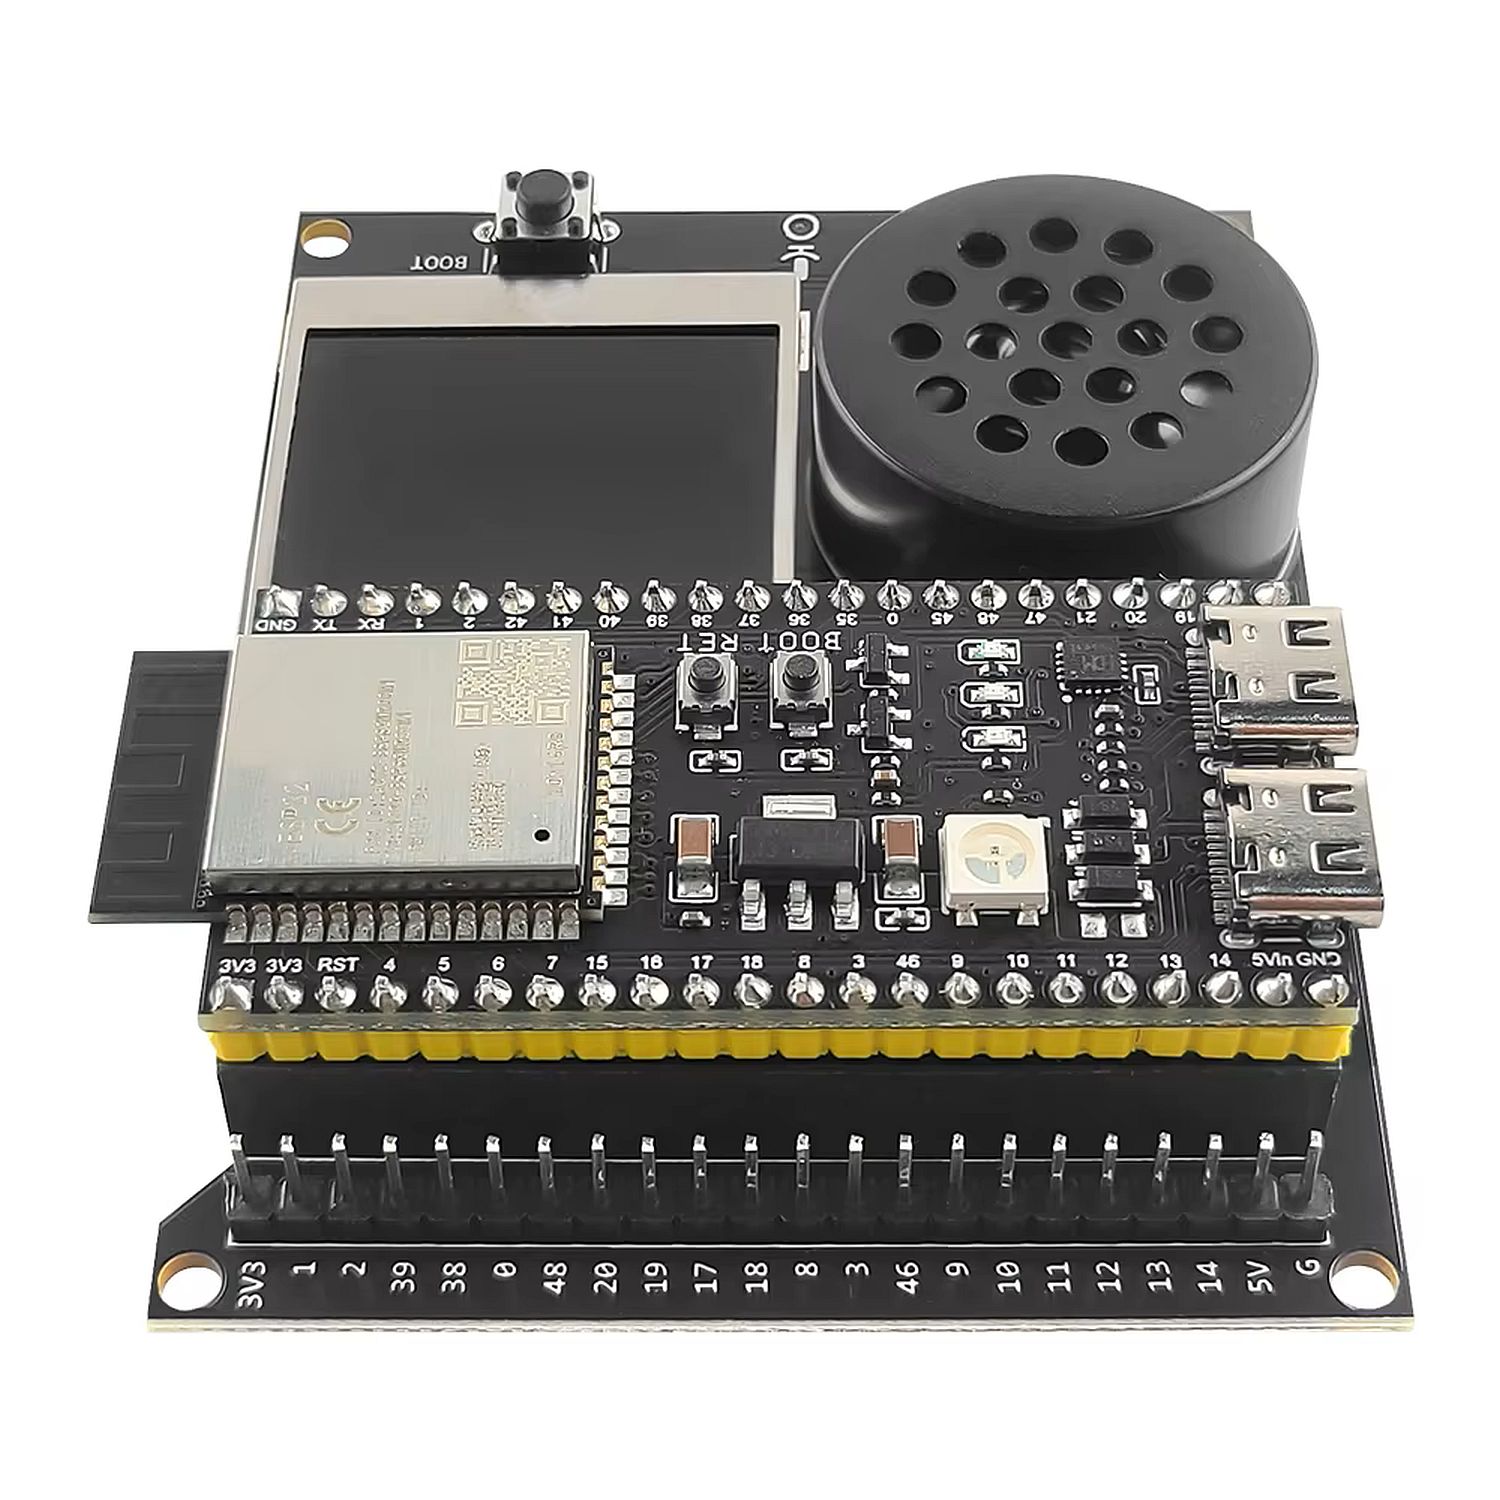 BOOT
OK
GND TX RX 1 2 42 41 40 39 38 37 36 35 0 45 48 47 21 20 19
RET BOOT
ESP32
CE
3V3 3V3 RST 4 5 6 7 15 16 17 18 8 3 46 9 10 11 12 13 14 5Vin GND
3V3 1 2 39 38 0 48 20 19 17 18 8 3 46 9 10 11 12 13 14 5V G